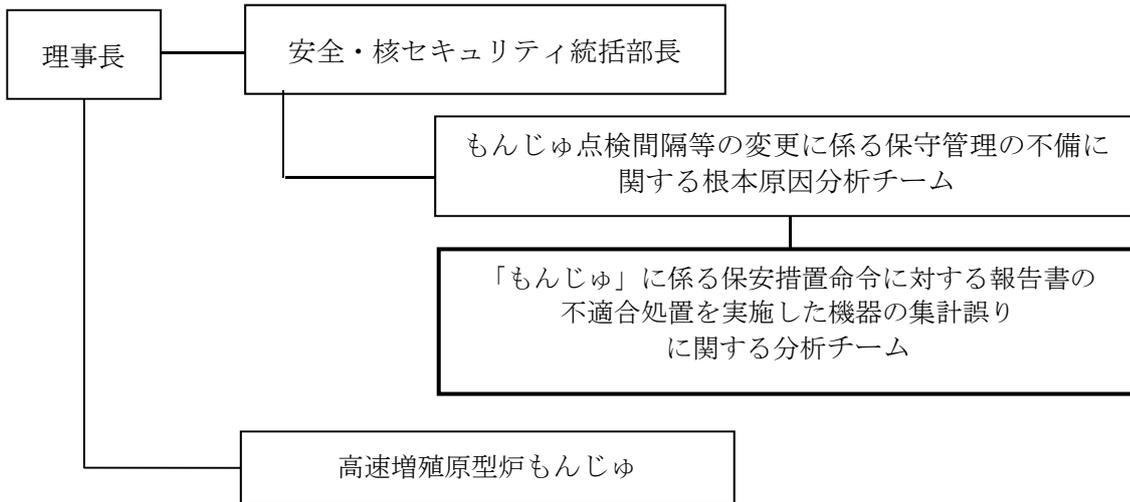 理事長
安全・核セキュリティ統括部長
もんじゅ点検間隔等の変更に係る保守管理の不備に
関する根本原因分析チーム
「もんじゅ」に係る保安措置命令に対する報告書の
不適合処置を実施した機器の集計誤り
に関する分析チーム
高速増殖原型炉もんじゅ